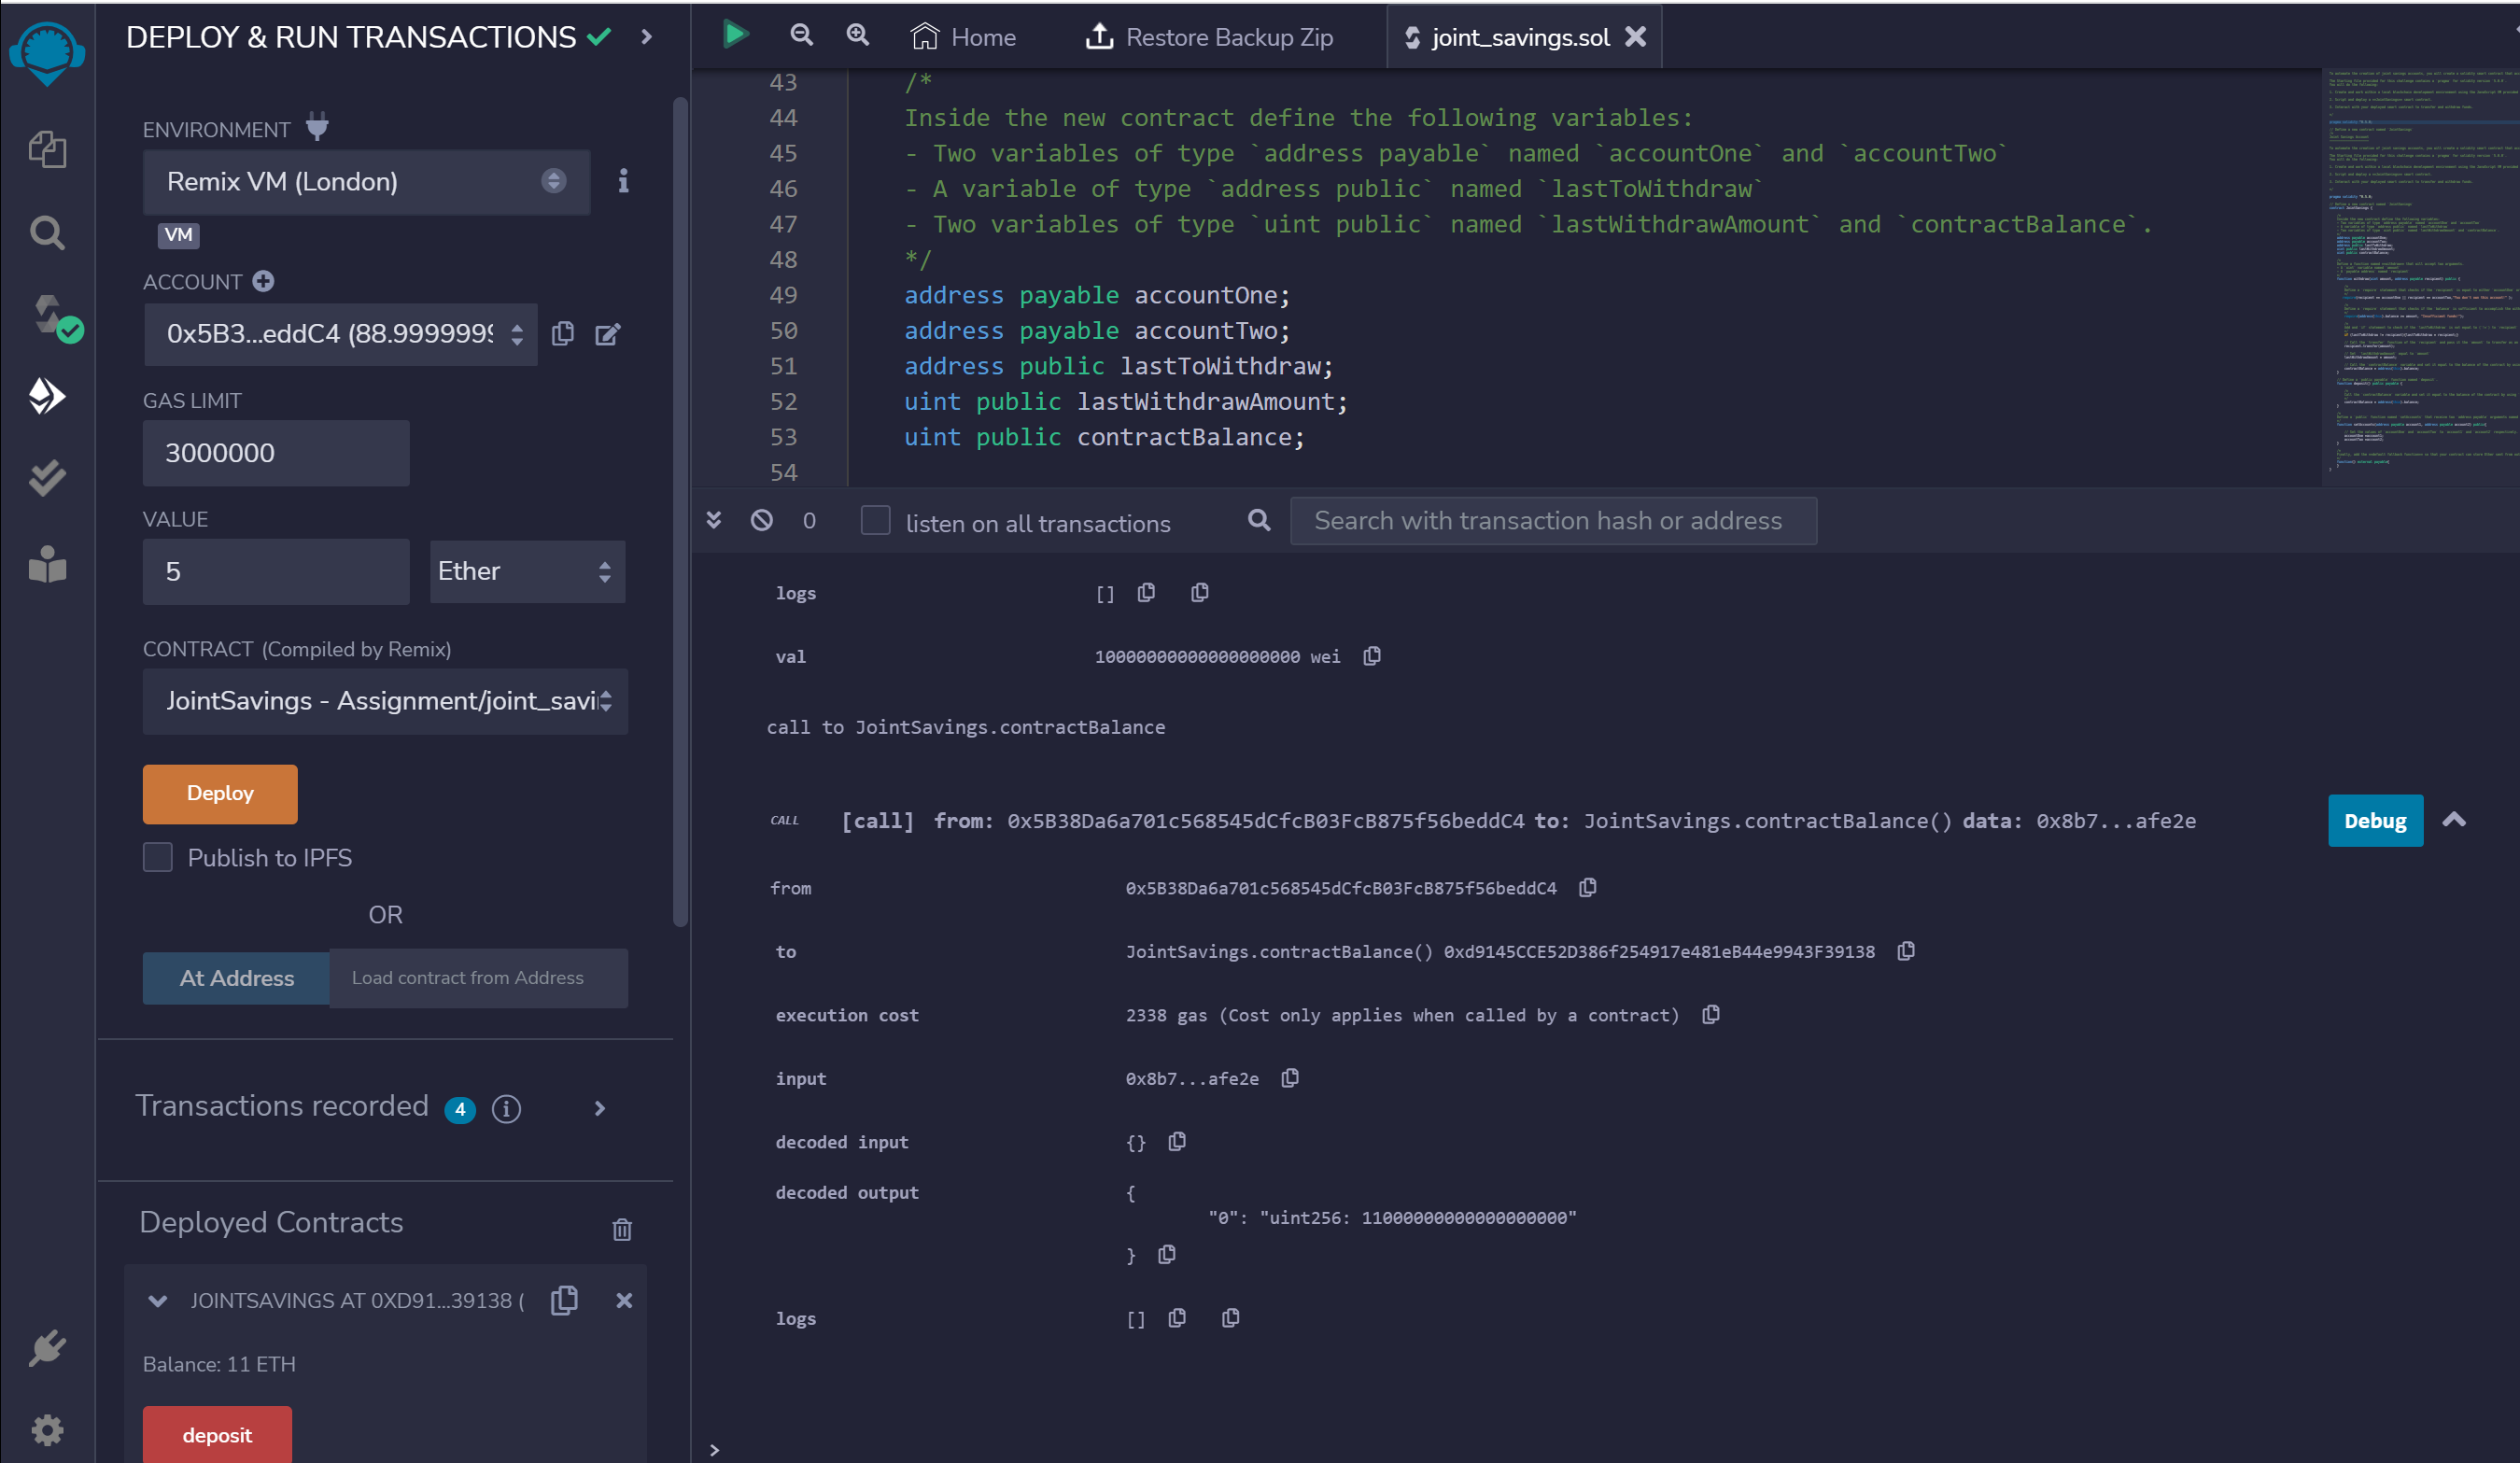 DEPLOY & RUN TRANSACTIONS
ENVIRONMENT
Remix VM (London)
VM
ACCOUNT
0x5B3...eddC4 (88.9999999
GAS LIMIT
3000000
VALUE
5
Ether
CONTRACT (Compiled by Remix)
JointSavings - Assignment/joint_savi
Deploy
Publish to IPFS
OR
At Address
Load contract from Address
Transactions recorded 4
Deployed Contracts
JOINTSAVINGS AT 0XD91...39138 (
Balance: 11 ETH
deposit
Home
Restore Backup Zip
joint_savings.sol
43 /*
44 Inside the new contract define the following variables:
45 - Two variables of type `address payable` named `accountOne` and `accountTwo`
46 - A variable of type `address public` named `lastToWithdraw`
47 - Two variables of type `uint public` named `lastWithdrawAmount` and `contractBalance`.
48 */
49 address payable accountOne;
50 address payable accountTwo;
51 address public lastToWithdraw;
52 uint public lastWithdrawAmount;
53 uint public contractBalance;
54
0
listen on all transactions
Search with transaction hash or address
logs []
val 10000000000000000000 wei
call to JointSavings.contractBalance
CALL [call] from: 0x5B38Da6a701c568545dCfcB03FcB875f56beddC4 to: JointSavings.contractBalance() data: 0x8b7...afe2e
Debug
from 0x5B38Da6a701c568545dCfcB03FcB875f56beddC4
to JointSavings.contractBalance() 0xd9145CCE52D386f254917e481eB44e9943F39138
execution cost 2338 gas (Cost only applies when called by a contract)
input 0x8b7...afe2e
decoded input {}
decoded output {
"0": "uint256: 11000000000000000000"
}
logs []
>